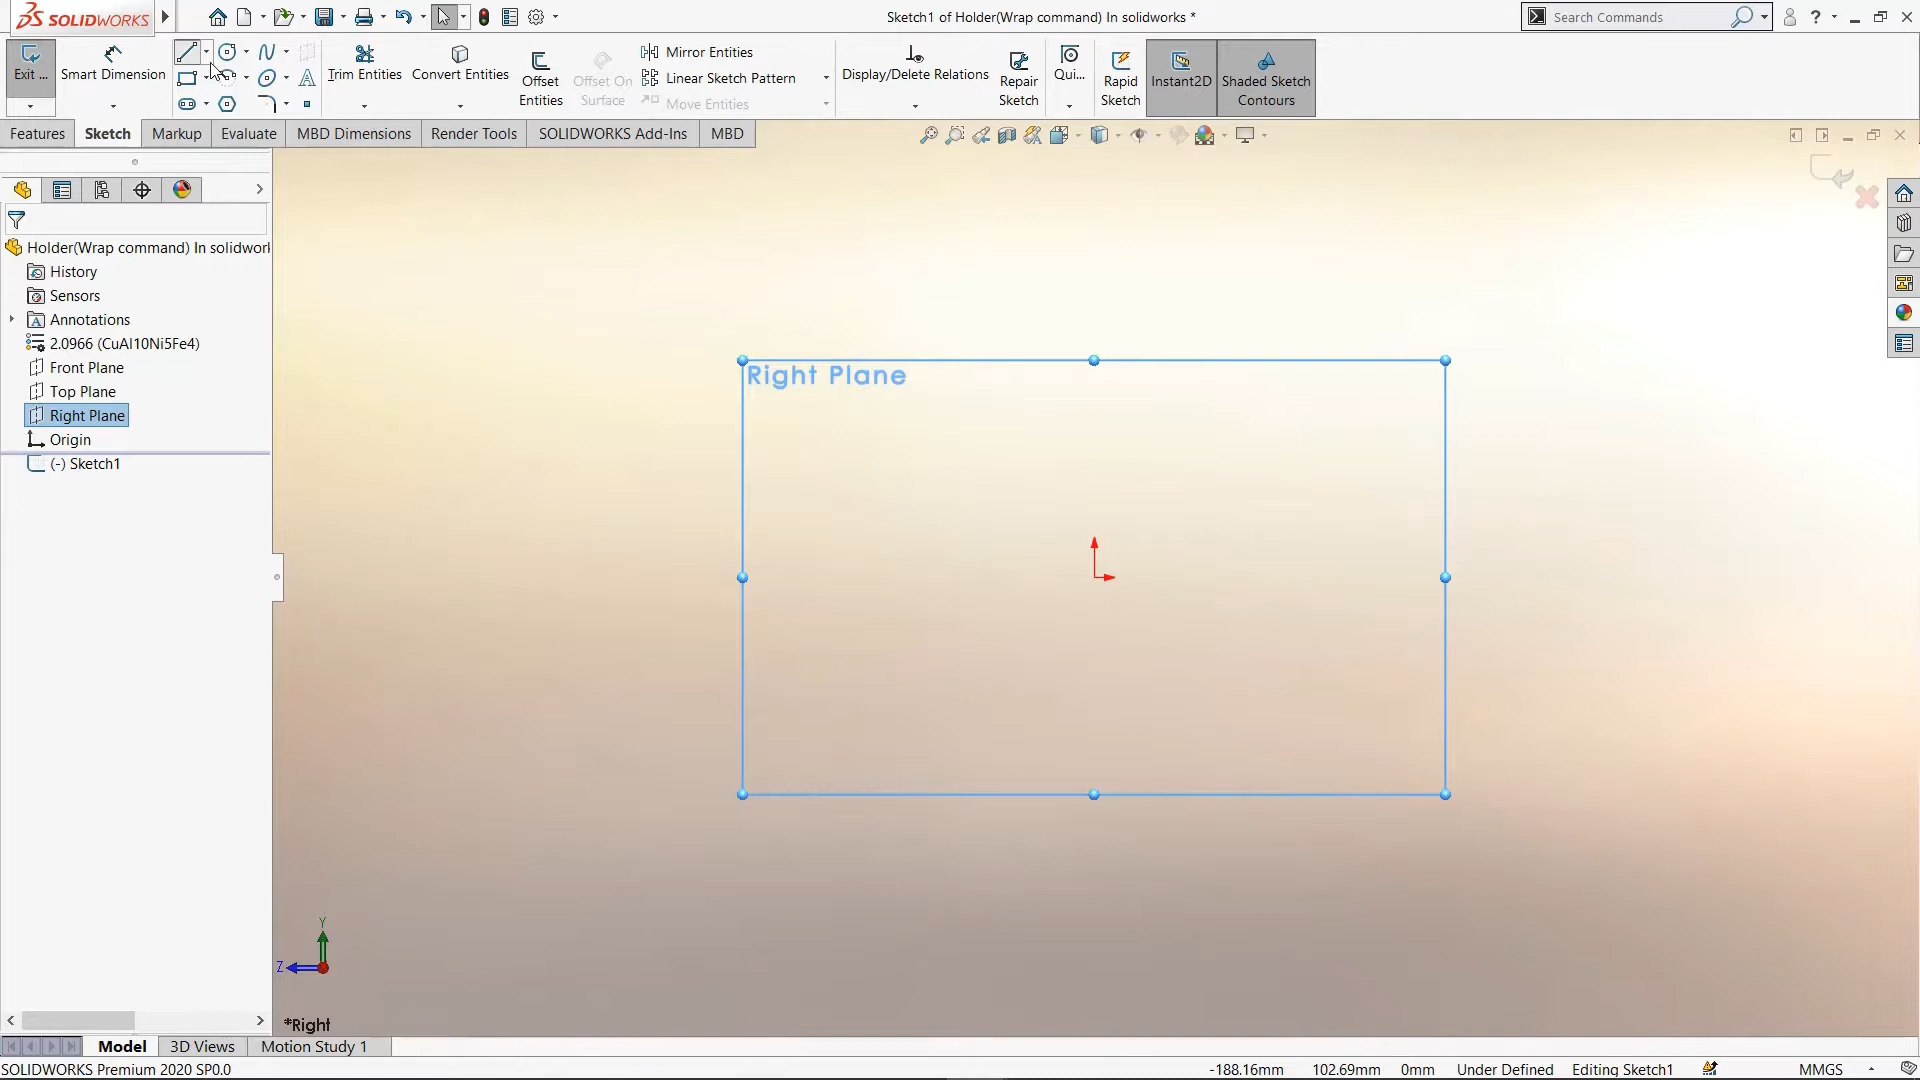 SOLIDWORKS
Sketch1 of Holder(Wrap command) In solidworks *
Search Commands
Exit ...
Smart Dimension
Trim Entities
Convert Entities
Offset Entities
Offset On Surface
Mirror Entities
Linear Sketch Pattern
Move Entities
Display/Delete Relations
Repair Sketch
Qui...
Rapid Sketch
Instant2D
Shaded Sketch Contours
Features
Sketch
Markup
Evaluate
MBD Dimensions
Render Tools
SOLIDWORKS Add-Ins
MBD
Holder(Wrap command) In solidwor
History
Sensors
Annotations
2.0966 (CuAl10Ni5Fe4)
Front Plane
Top Plane
Right Plane
Origin
(-) Sketch1
Right Plane
Y
Z
*Right
Model
3D Views
Motion Study 1
SOLIDWORKS Premium 2020 SP0.0
-188.16mm
102.69mm
0mm
Under Defined
Editing Sketch1
MMGS